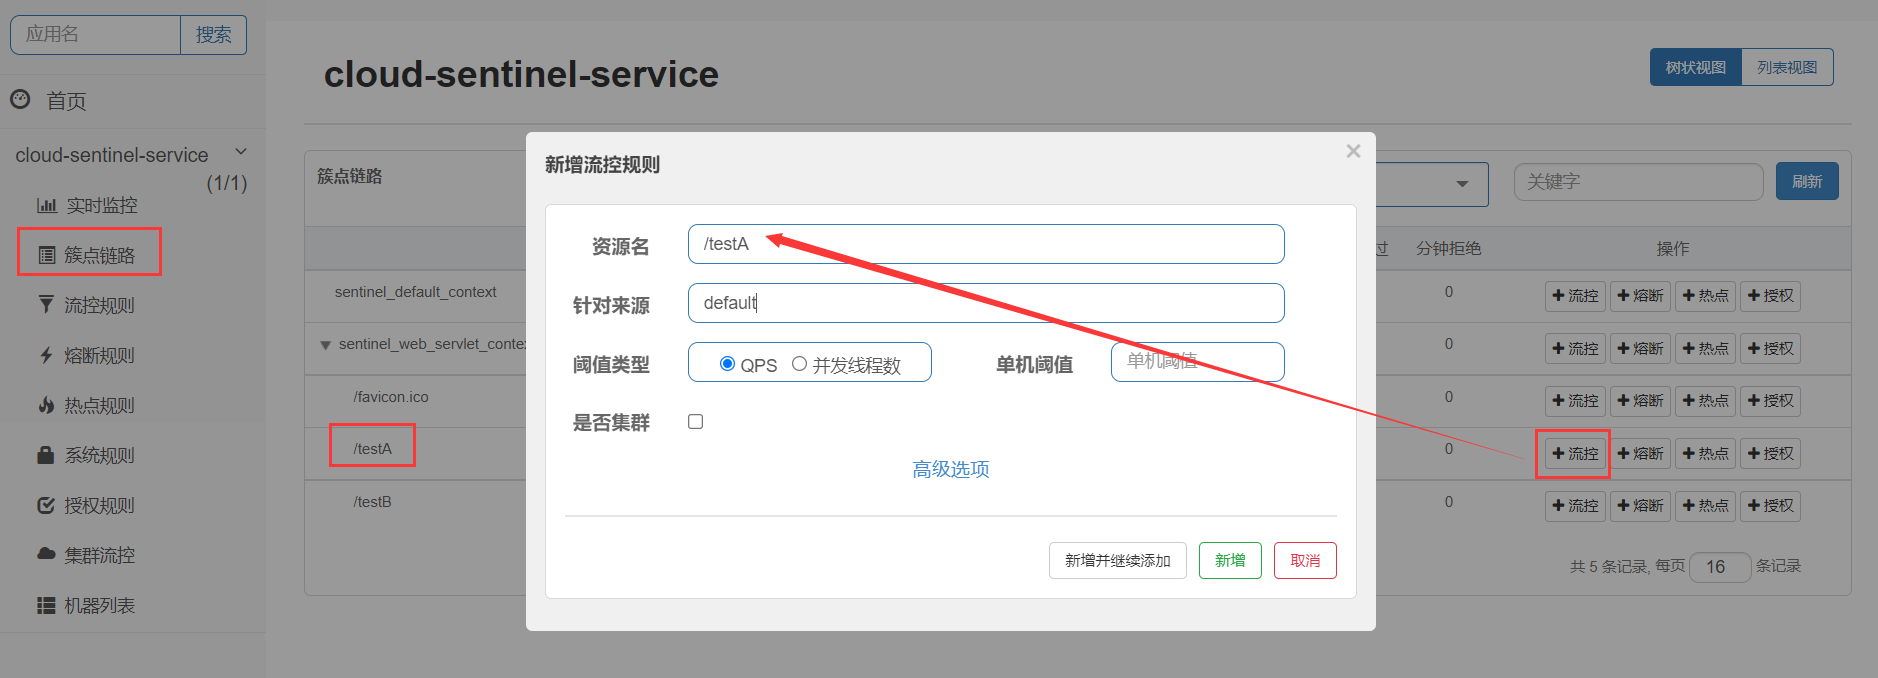 应用名 搜索
首页
cloud-sentinel-service
(1/1)
实时监控
簇点链路
流控规则
熔断规则
热点规则
系统规则
授权规则
集群流控
机器列表
cloud-sentinel-service
树状视图 列表视图
簇点链路
关键字 刷新
过 分钟拒绝 操作
sentinel_default_context 0 流控 熔断 热点 授权
sentinel_web_servlet_conte 0 流控 熔断 热点 授权
/favicon.ico 0 流控 熔断 热点 授权
/testA 0 流控 熔断 热点 授权
/testB 0 流控 熔断 热点 授权
共 5 条记录, 每页 16 条记录
新增流控规则 ×
资源名 /testA
针对来源 default
阈值类型 QPS 并发线程数 单机阈值 单机阈值
是否集群
高级选项
新增并继续添加 新增 取消